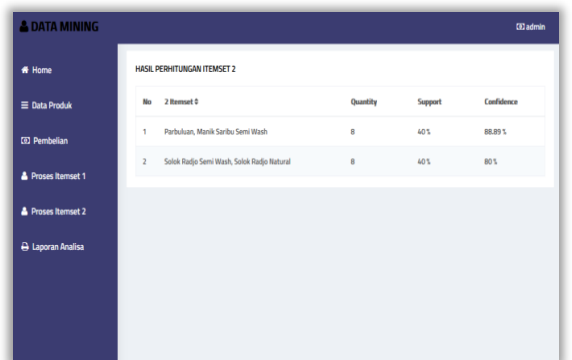 DATA MINING
admin
Home
Data Produk
Pembelian
Proses Itemset 1
Proses Itemset 2
Laporan Analisa
HASIL PERHITUNGAN ITEMSET 2
No 2 Itemset Quantity Support Confidence
1 Parbuluan, Manik Saribu Semi Wash 8 40 % 88.89 %
2 Solok Radjo Semi Wash, Solok Radjo Natural 8 40 % 80 %